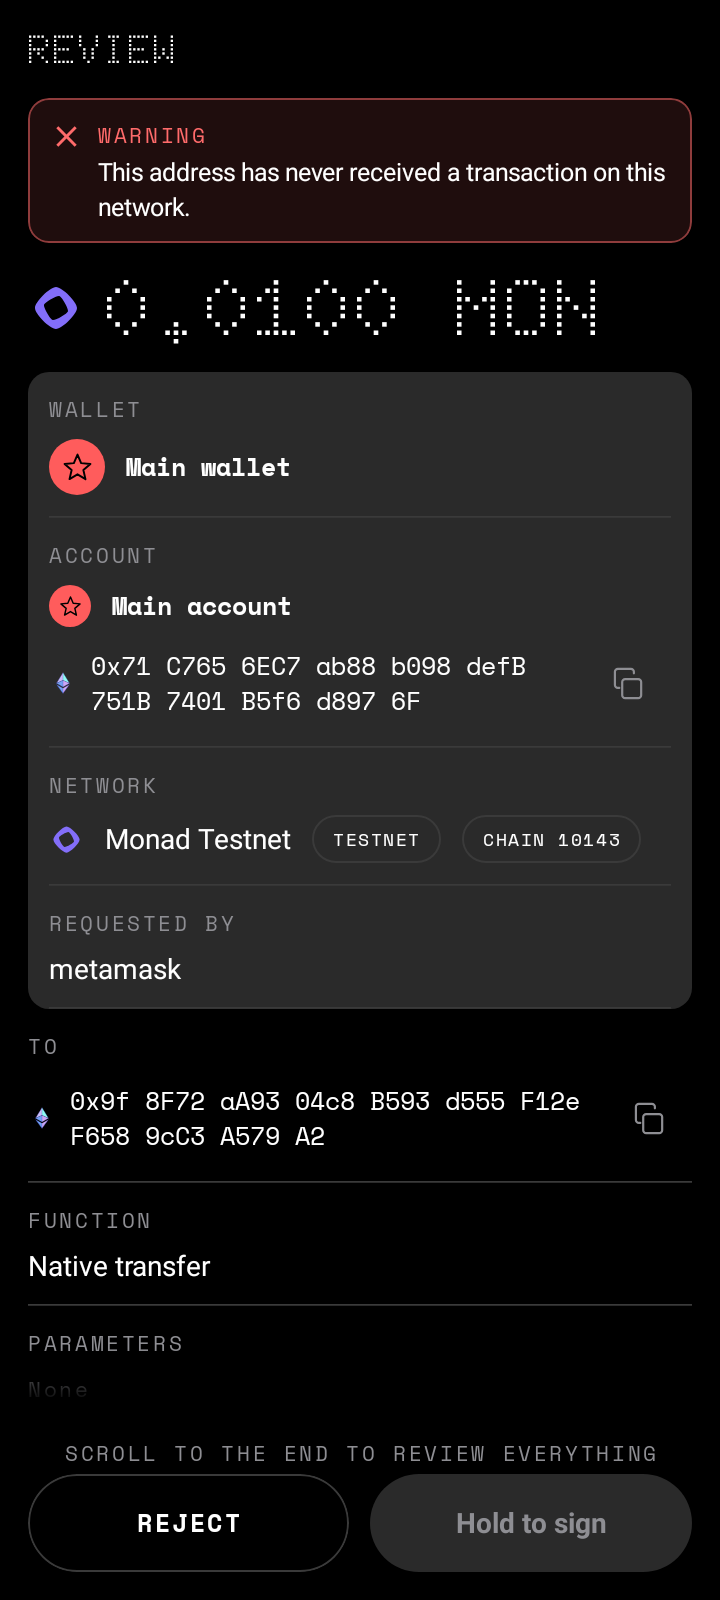 REVIEW
WARNING
This address has never received a transaction on this
network.
0,0100 MON
WALLET
Main wallet
ACCOUNT
Main account
0x71 C765 6EC7 ab88 b098 defB
751B 7401 B5f6 d897 6F
NETWORK
Monad Testnet TESTNET CHAIN 10143
REQUESTED BY
metamask
TO
0x9f 8F72 aA93 04c8 B593 d555 F12e
F658 9cC3 A579 A2
FUNCTION
Native transfer
PARAMETERS
None
SCROLL TO THE END TO REVIEW EVERYTHING
REJECT Hold to sign